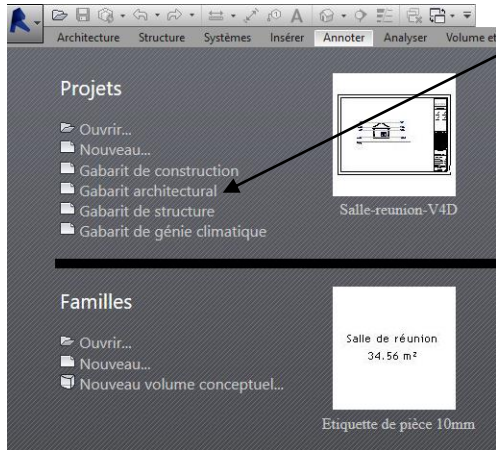 Architecture Structure Systèmes Insérer Annoter Analyser Volume et
Projets
Ouvrir...
Nouveau...
Gabarit de construction
Gabarit architectural
Gabarit de structure
Gabarit de génie climatique
Salle-reunion-V4D
Familles
Ouvrir...
Nouveau...
Nouveau volume conceptuel...
Salle de réunion
34.56 m²
Etiquette de pièce 10mm